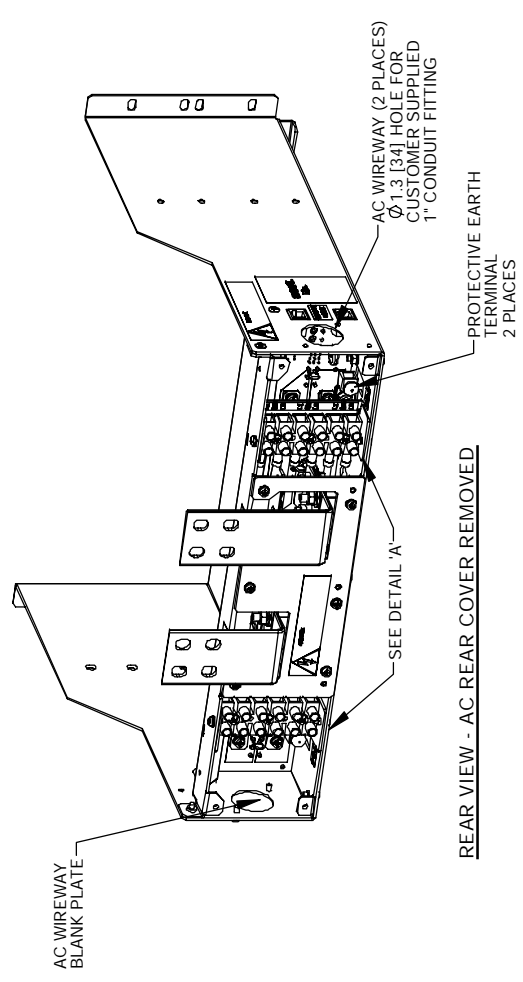 AC WIREWAY
BLANK PLATE
AC WIREWAY (2 PLACES)
Ø1.3 [34] HOLE FOR
CUSTOMER SUPPLIED
1" CONDUIT FITTING
PROTECTIVE EARTH
TERMINAL
2 PLACES
SEE DETAIL 'A'
REAR VIEW - AC REAR COVER REMOVED